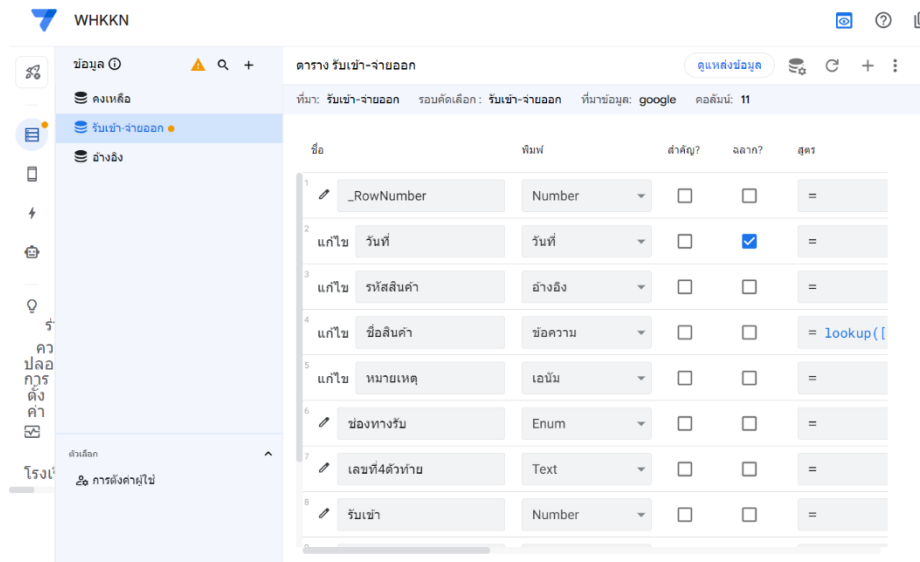 WHKKN
ข้อมูล
ตาราง รับเข้า-จ่ายออก
ดูแหล่งข้อมูล
คงเหลือ
รับเข้า-จ่ายออก
อ้างอิง
ที่มา: รับเข้า-จ่ายออก รอบคัดเลือก : รับเข้า-จ่ายออก ที่มาข้อมูล: google คอลัมน์: 11
ชื่อ พิมพ์ สำคัญ? ฉลาก? สูตร
1 _RowNumber Number =
2 แก้ไข วันที่ วันที่ =
3 แก้ไข รหัสสินค้า อ้างอิง =
4 แก้ไข ชื่อสินค้า ข้อความ = lookup([
5 แก้ไข หมายเหตุ เอนัม =
6 ช่องทางรับ Enum =
7 เลขที่4ตัวท้าย Text =
8 รับเข้า Number =
ปลอ
การ
ตั้ง
ค่า
ตัวเลือก
การตั้งค่าผู้ใช้